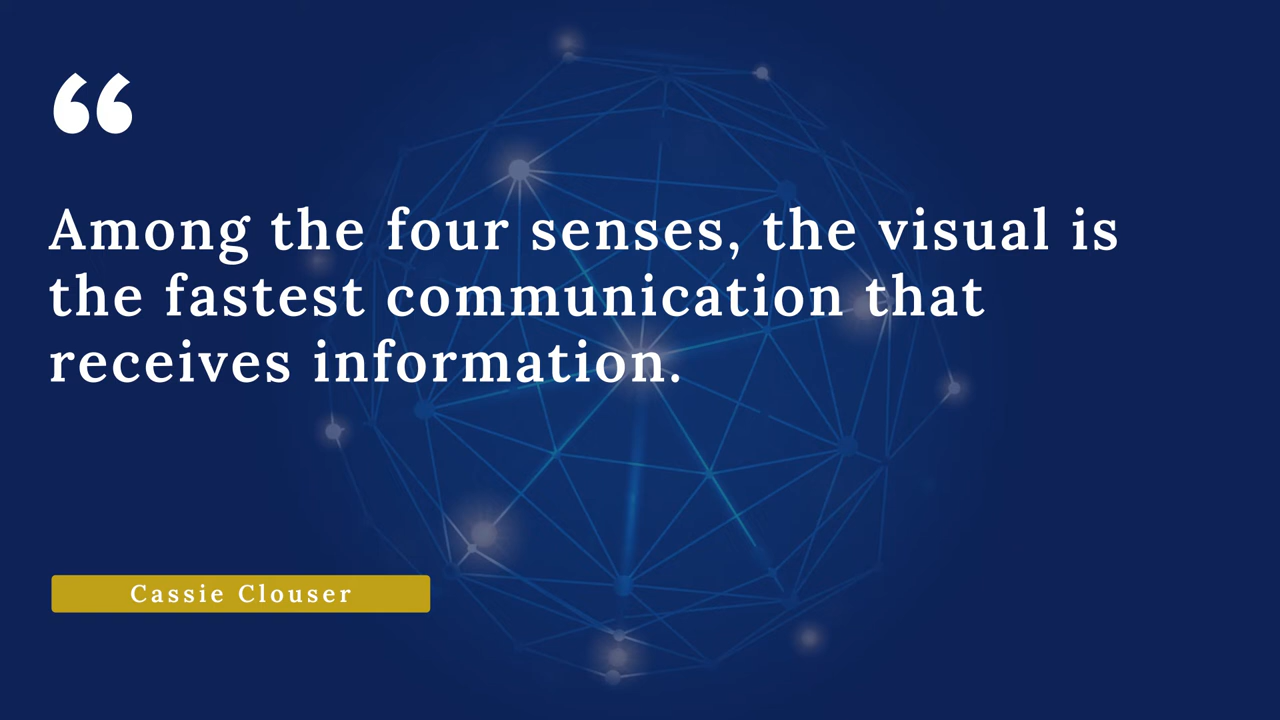 “
Among the four senses, the visual is
the fastest communication that
receives information.
Cassie Clouser